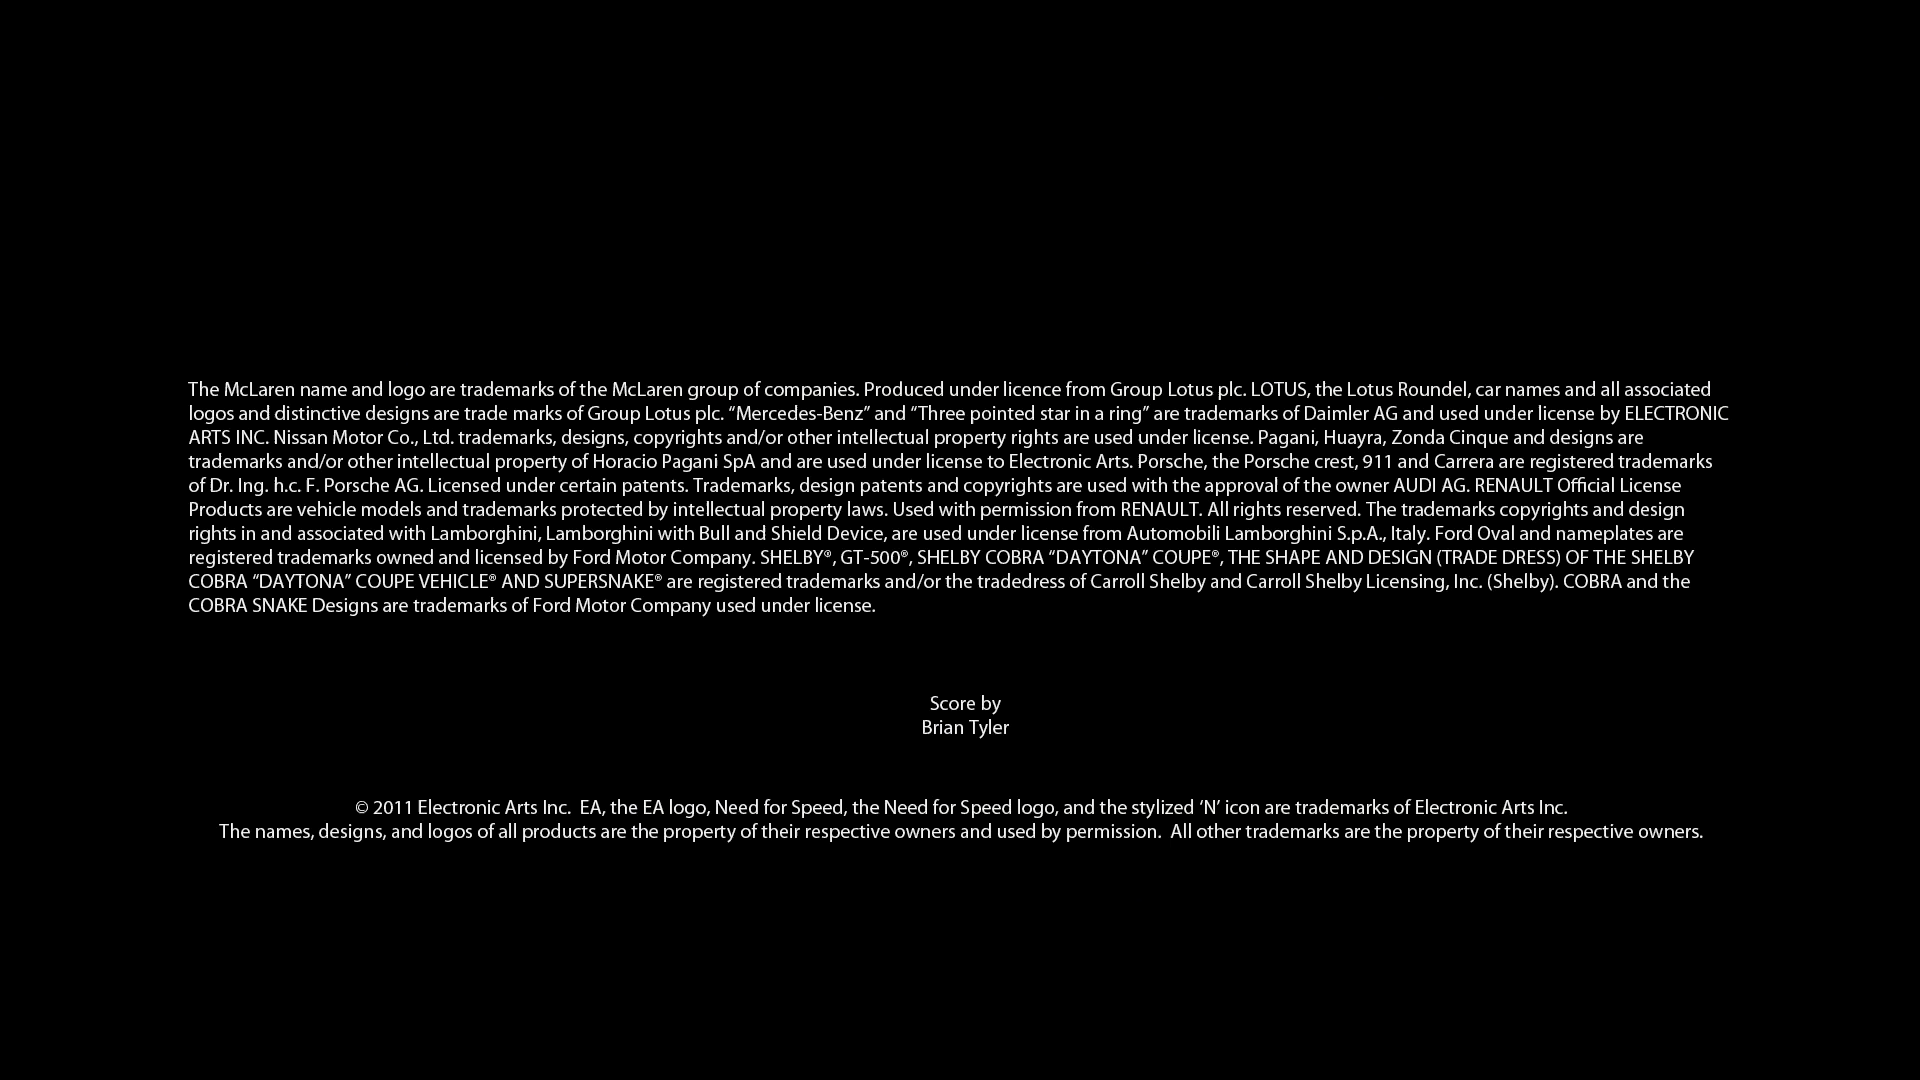 The McLaren name and logo are trademarks of the McLaren group of companies. Produced under licence from Group Lotus plc. LOTUS, the Lotus Roundel, car names and all associated
logos and distinctive designs are trade marks of Group Lotus plc. “Mercedes-Benz” and “Three pointed star in a ring” are trademarks of Daimler AG and used under license by ELECTRONIC
ARTS INC. Nissan Motor Co., Ltd. trademarks, designs, copyrights and/or other intellectual property rights are used under license. Pagani, Huayra, Zonda Cinque and designs are
trademarks and/or other intellectual property of Horacio Pagani SpA and are used under license to Electronic Arts. Porsche, the Porsche crest, 911 and Carrera are registered trademarks
of Dr. Ing. h.c. F. Porsche AG. Licensed under certain patents. Trademarks, design patents and copyrights are used with the approval of the owner AUDI AG. RENAULT Official License
Products are vehicle models and trademarks protected by intellectual property laws. Used with permission from RENAULT. All rights reserved. The trademarks copyrights and design
rights in and associated with Lamborghini, Lamborghini with Bull and Shield Device, are used under license from Automobili Lamborghini S.p.A., Italy. Ford Oval and nameplates are
registered trademarks owned and licensed by Ford Motor Company. SHELBY®, GT-500®, SHELBY COBRA “DAYTONA” COUPE®, THE SHAPE AND DESIGN (TRADE DRESS) OF THE SHELBY
COBRA “DAYTONA” COUPE VEHICLE® AND SUPERSNAKE® are registered trademarks and/or the tradedress of Carroll Shelby and Carroll Shelby Licensing, Inc. (Shelby). COBRA and the
COBRA SNAKE Designs are trademarks of Ford Motor Company used under license.
Score by
Brian Tyler
© 2011 Electronic Arts Inc.  EA, the EA logo, Need for Speed, the Need for Speed logo, and the stylized ‘N’ icon are trademarks of Electronic Arts Inc.
The names, designs, and logos of all products are the property of their respective owners and used by permission.  All other trademarks are the property of their respective owners.